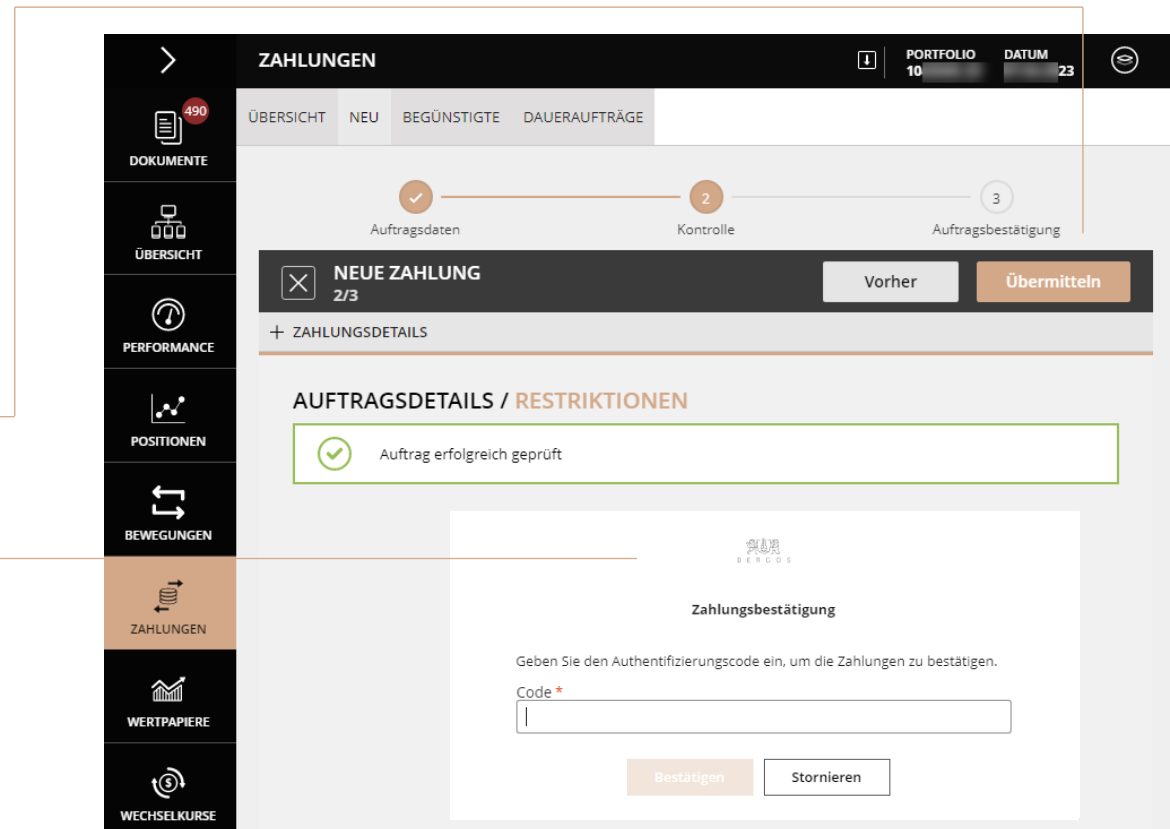 ZAHLUNGEN
PORTFOLIO DATUM
10 23
490
DOKUMENTE
ÜBERSICHT
PERFORMANCE
POSITIONEN
BEWEGUNGEN
ZAHLUNGEN
WERTPAPIERE
WECHSELKURSE
ÜBERSICHT NEU BEGÜNSTIGTE DAUERAUFTRÄGE
2 3
Auftragsdaten Kontrolle Auftragsbestätigung
NEUE ZAHLUNG
2/3
Vorher Übermitteln
+ ZAHLUNGSDETAILS
AUFTRAGSDETAILS / RESTRIKTIONEN
Auftrag erfolgreich geprüft
BERGOS
Zahlungsbestätigung
Geben Sie den Authentifizierungscode ein, um die Zahlungen zu bestätigen.
Code *
Bestätigen Stornieren